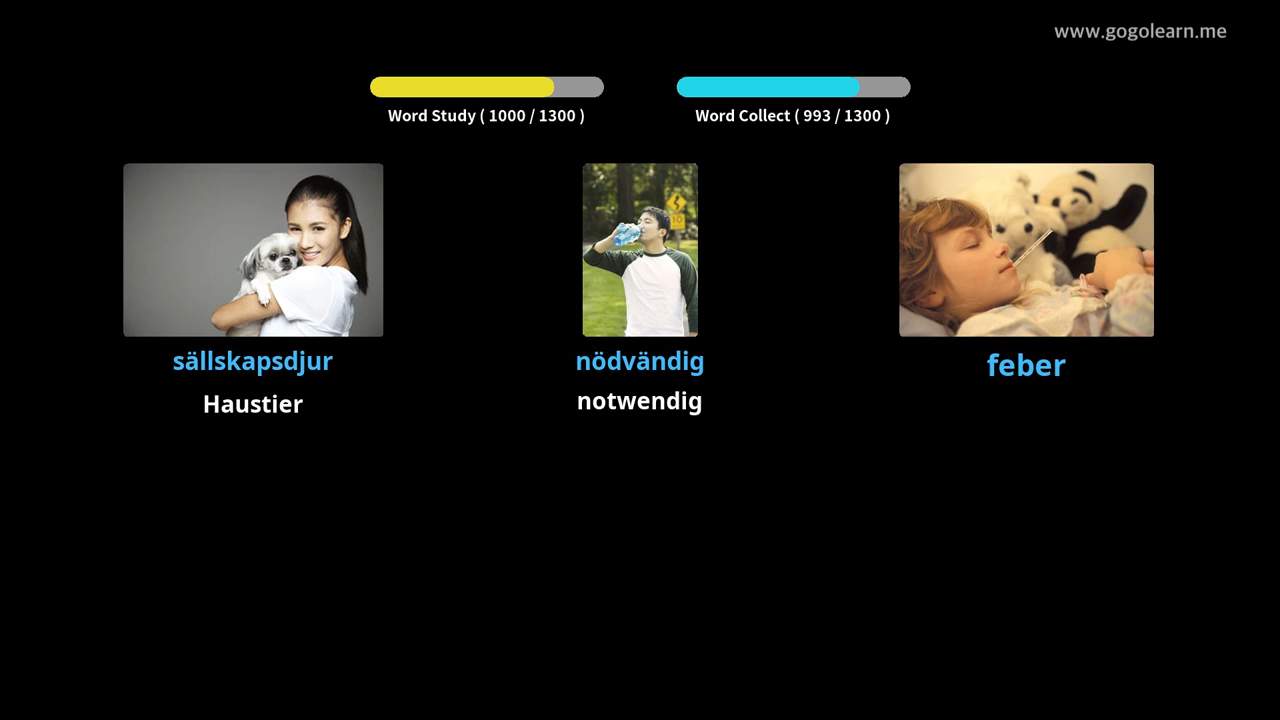 www.gogolearn.me
Word Study ( 1000 / 1300 )
Word Collect ( 993 / 1300 )
sällskapsdjur
Haustier
nödvändig
notwendig
feber